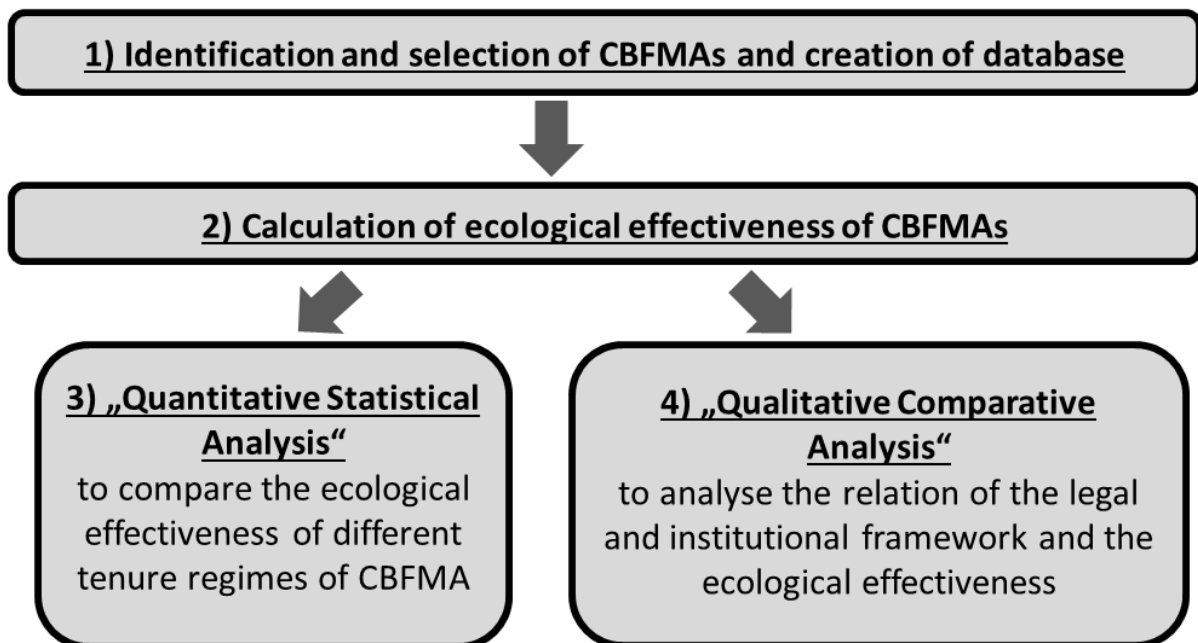 1) Identification and selection of CBFMAs and creation of database
2) Calculation of ecological effectiveness of CBFMAs
3) „Quantitative Statistical
Analysis“
to compare the ecological
effectiveness of different
tenure regimes of CBFMA
4) „Qualitative Comparative
Analysis“
to analyse the relation of the legal
and institutional framework and the
ecological effectiveness